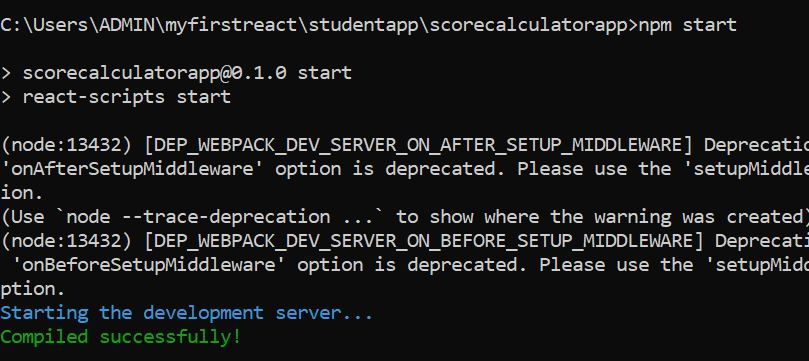 C:\Users\ADMIN\myfirstreact\studentapp\scorecalculatorapp>npm start
> scorecalculatorapp@0.1.0 start
> react-scripts start
(node:13432) [DEP_WEBPACK_DEV_SERVER_ON_AFTER_SETUP_MIDDLEWARE] Deprecatio
'onAfterSetupMiddleware' option is deprecated. Please use the 'setupMiddle
ion.
(Use `node --trace-deprecation ...` to show where the warning was created)
(node:13432) [DEP_WEBPACK_DEV_SERVER_ON_BEFORE_SETUP_MIDDLEWARE] Deprecati
'onBeforeSetupMiddleware' option is deprecated. Please use the 'setupMidd
ption.
Starting the development server...
Compiled successfully!